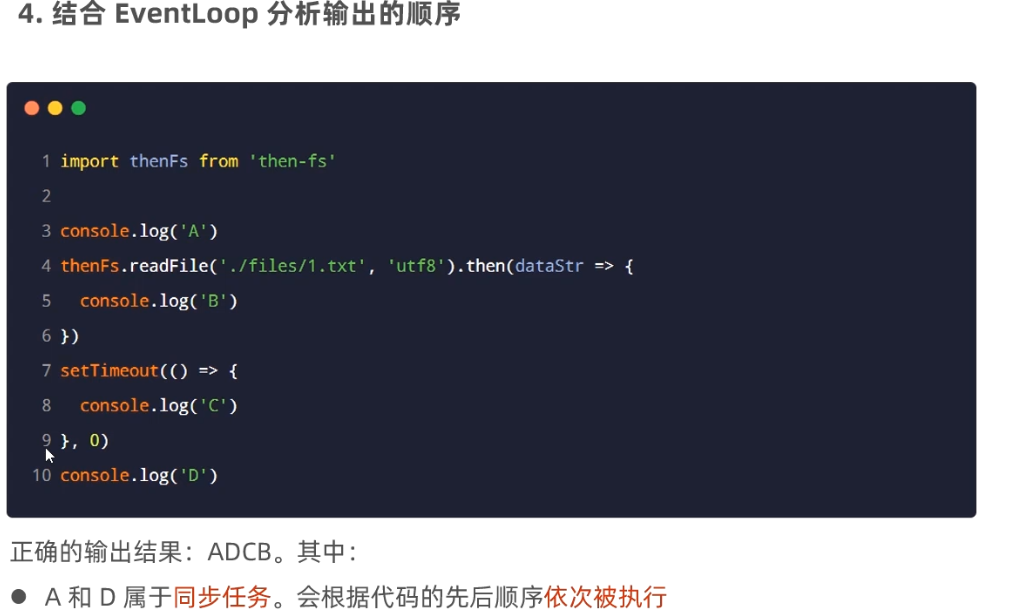 4. 结合 EventLoop 分析输出的顺序
1 import thenFs from 'then-fs'
2
3 console.log('A')
4 thenFs.readFile('./files/1.txt', 'utf8').then(dataStr => {
5   console.log('B')
6 })
7 setTimeout(() => {
8   console.log('C')
9 }, 0)
10 console.log('D')
正确的输出结果：ADCB。其中：
● A 和 D 属于同步任务。会根据代码的先后顺序依次被执行